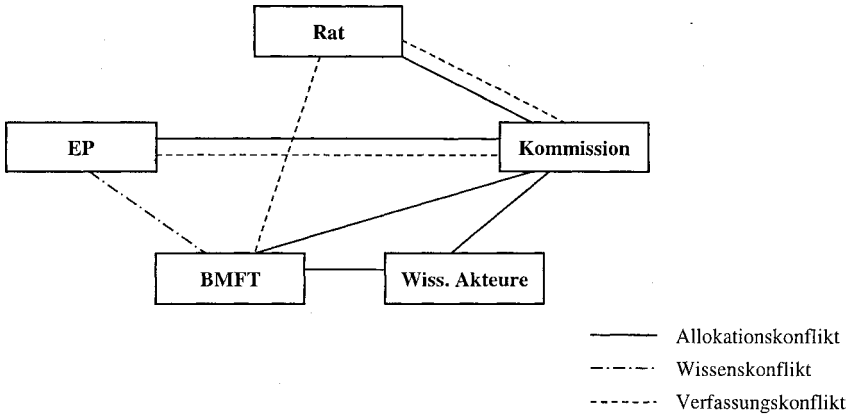 Rat
EP
Kommission
BMFT
Wiss. Akteure
Allokationskonflikt
Wissenskonflikt
Verfassungskonflikt